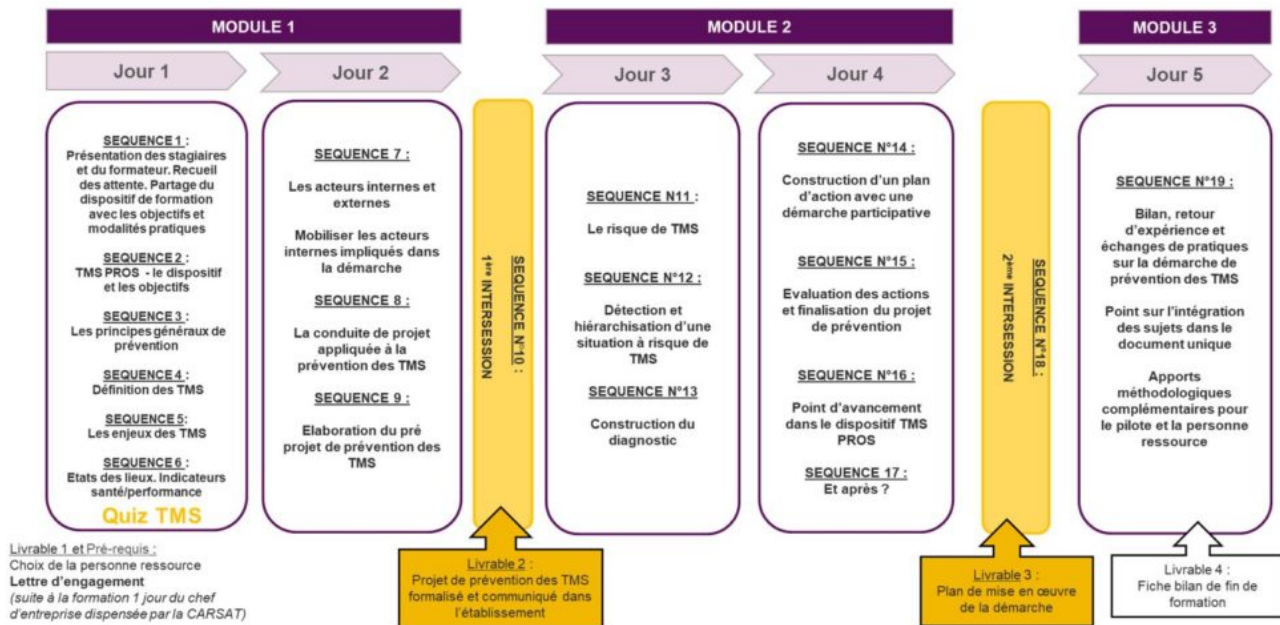 MODULE 1
Jour 1
Jour 2
SEQUENCE 1 :
Présentation des stagiaires
et du formateur. Recueil
des attente. Partage du
dispositif de formation
avec les objectifs et
modalités pratiques
SEQUENCE 2 :
TMS PROS - le dispositif
et les objectifs
SEQUENCE 3 :
Les principes généraux de
prévention
SEQUENCE 4 :
Définition des TMS
SEQUENCE 5:
Les enjeux des TMS
SEQUENCE 6 :
Etats des lieux. Indicateurs
santé/performance
Quiz TMS
SEQUENCE 7 :
Les acteurs internes et
externes
Mobiliser les acteurs
internes impliqués dans
la démarche
SEQUENCE 8 :
La conduite de projet
appliquée à la
prévention des TMS
SEQUENCE 9 :
Elaboration du pré
projet de prévention des
TMS
SEQUENCE N°10 :
1ère INTERSESSION
MODULE 2
Jour 3
Jour 4
SEQUENCE N11 :
Le risque de TMS
SEQUENCE N°12 :
Détection et
hiérarchisation d'une
situation à risque de
TMS
SEQUENCE N°13
Construction du
diagnostic
SEQUENCE N°14 :
Construction d'un plan
d'action avec une
démarche participative
SEQUENCE N°15 :
Evaluation des actions
et finalisation du projet
de prévention
SEQUENCE N°16 :
Point d'avancement
dans le dispositif TMS
PROS
SEQUENCE 17 :
Et après ?
SEQUENCE N°18 :
2ème INTERSESSION
MODULE 3
Jour 5
SEQUENCE N°19 :
Bilan, retour
d'expérience et
échanges de pratiques
sur la démarche de
prévention des TMS
Point sur l'intégration
des sujets dans le
document unique
Apports
méthodologiques
complémentaires pour
le pilote et la personne
ressource
Livrable 1 et Pré-requis :
Choix de la personne ressource
Lettre d'engagement
(suite à la formation 1 jour du chef
d'entreprise dispensée par la CARSAT)
Livrable 2 :
Projet de prévention des TMS
formalisé et communiqué dans
l'établissement
Livrable 3 :
Plan de mise en œuvre
de la démarche
Livrable 4 :
Fiche bilan de fin de
formation